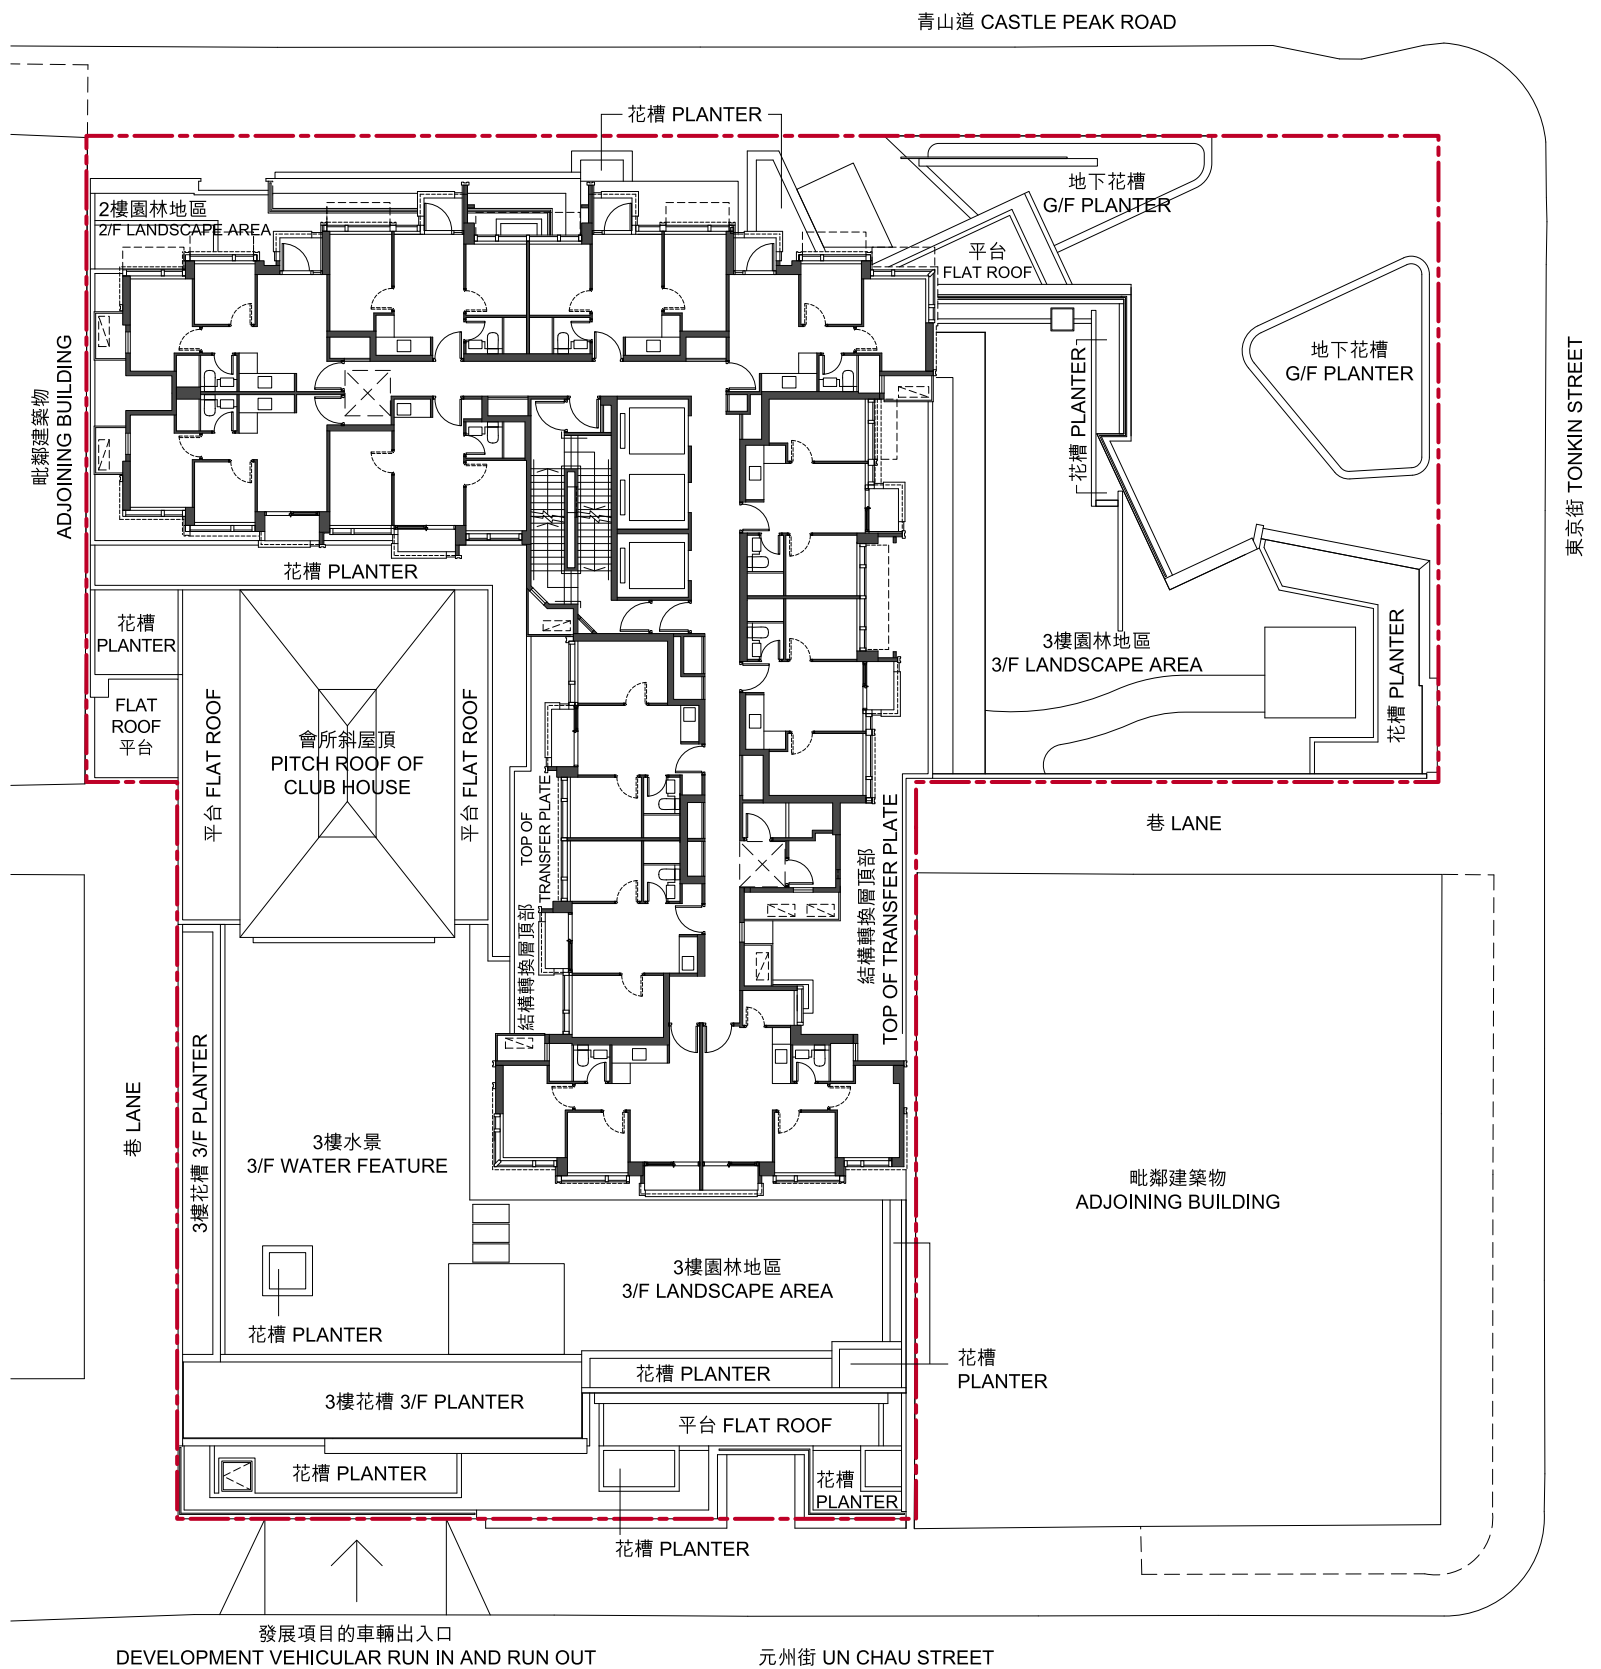 青山道 CASTLE PEAK ROAD
花槽 PLANTER
地下花槽
G/F PLANTER
2樓園林地區
2/F LANDSCAPE AREA
平台
FLAT ROOF
毗鄰建築物
ADJOINING BUILDING
花槽 PLANTER
地下花槽
G/F PLANTER
東京街 TONKIN STREET
花槽 PLANTER
花槽
PLANTER
FLAT
ROOF
平台
平台 FLAT ROOF
會所斜屋頂
PITCH ROOF OF
CLUB HOUSE
平台 FLAT ROOF
結構轉換層頂部
TOP OF
TRANSFER PLATE
結構轉換層頂部
TOP OF TRANSFER PLATE
3樓園林地區
3/F LANDSCAPE AREA
花槽 PLANTER
巷 LANE
巷 LANE
3樓花槽 3/F PLANTER
3樓水景
3/F WATER FEATURE
毗鄰建築物
ADJOINING BUILDING
3樓園林地區
3/F LANDSCAPE AREA
花槽 PLANTER
花槽
PLANTER
花槽 PLANTER
3樓花槽 3/F PLANTER
平台 FLAT ROOF
花槽 PLANTER
花槽
PLANTER
花槽 PLANTER
發展項目的車輛出入口
DEVELOPMENT VEHICULAR RUN IN AND RUN OUT
元州街 UN CHAU STREET